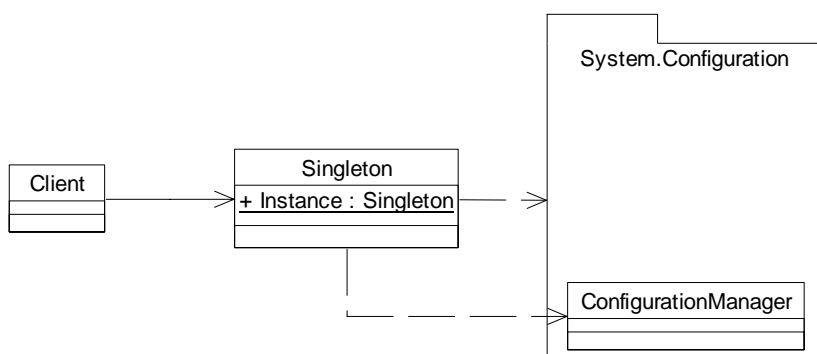 System.Configuration
Singleton
Client
+ Instance : Singleton
ConfigurationManager